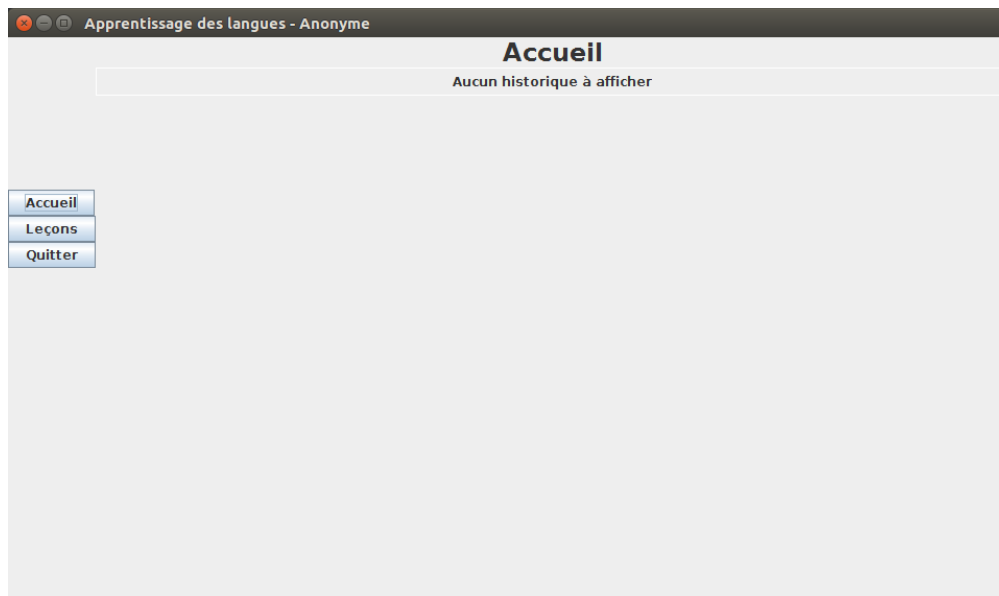 Apprentissage des langues - Anonyme
Accueil
Aucun historique à afficher
Accueil
Leçons
Quitter